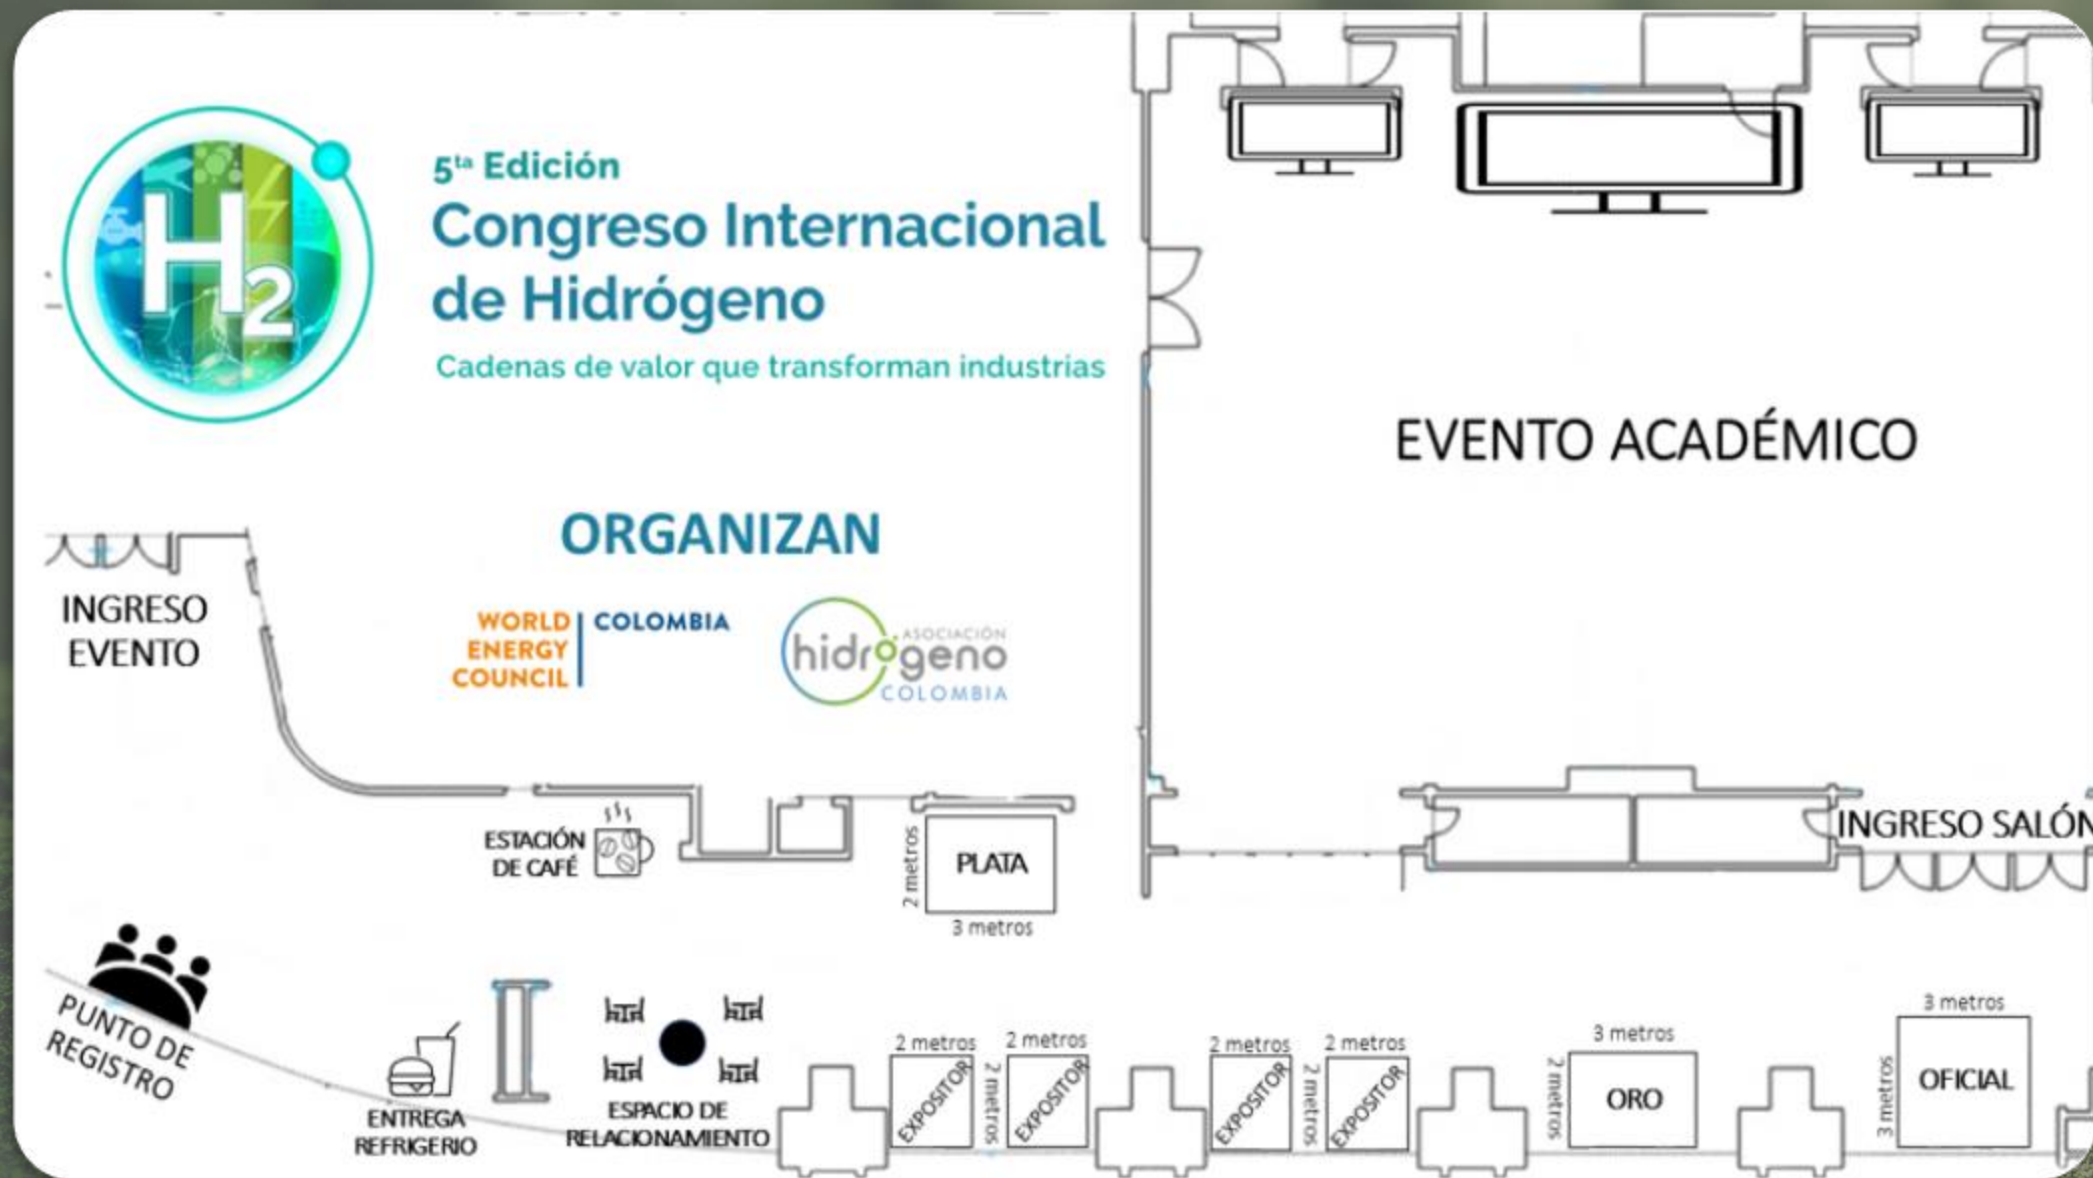 H2
5ta Edición
Congreso Internacional
de Hidrógeno
Cadenas de valor que transforman industrias
ORGANIZAN
WORLD
ENERGY
COUNCIL
COLOMBIA
ASOCIACIÓN
hidrógeno
COLOMBIA
EVENTO ACADÉMICO
INGRESO
EVENTO
INGRESO SALÓN
ESTACIÓN
DE CAFÉ
2 metros
PLATA
3 metros
PUNTO DE
REGISTRO
ENTREGA
REFRIGERIO
ESPACIO DE
RELACIONAMIENTO
2 metros
EXPOSITOR
2 metros
2 metros
EXPOSITOR
2 metros
EXPOSITOR
2 metros
2 metros
EXPOSITOR
3 metros
2 metros
ORO
3 metros
3 metros
OFICIAL